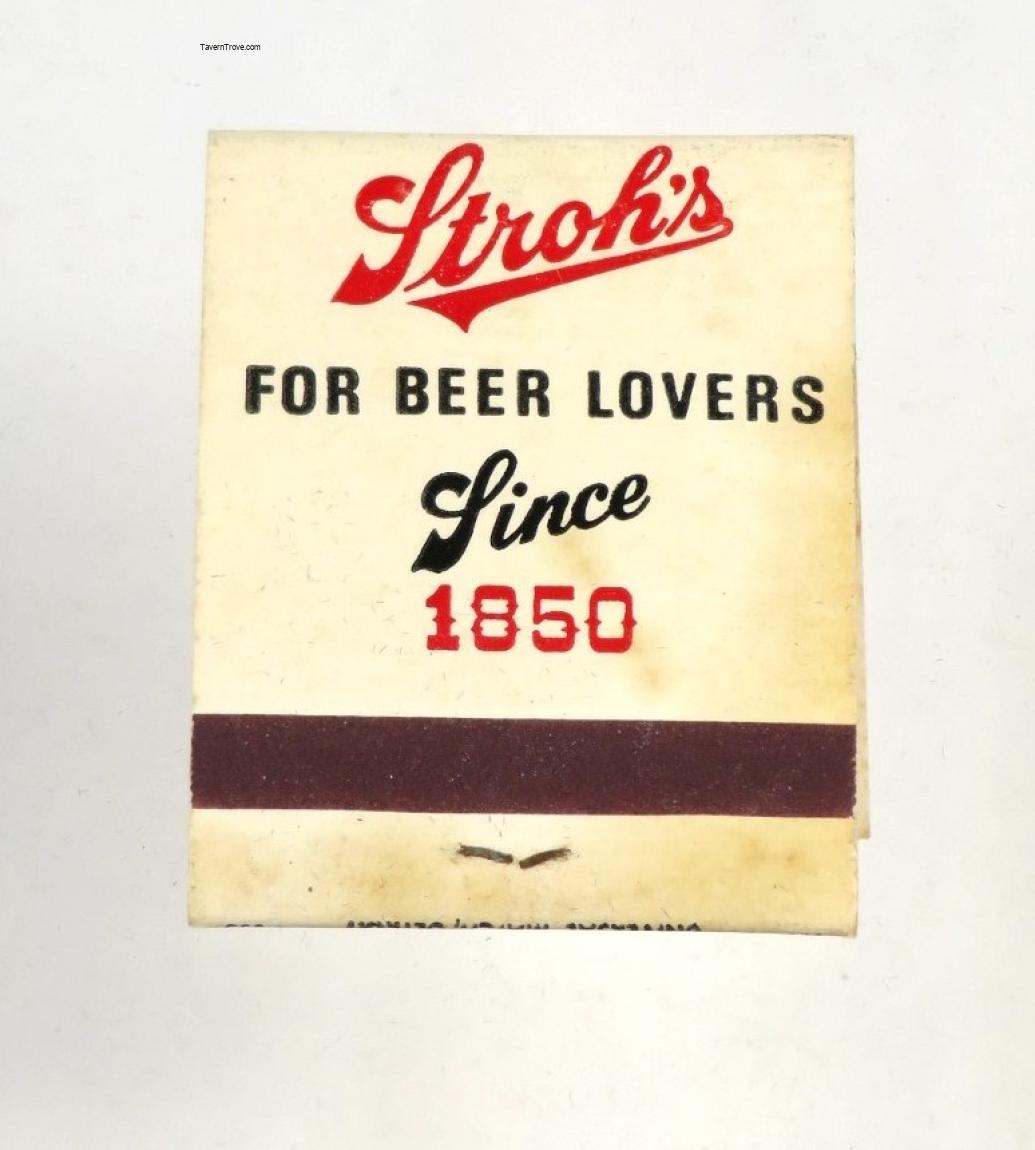 TavernTrove.com
Stroh's
FOR BEER LOVERS
Since
1850